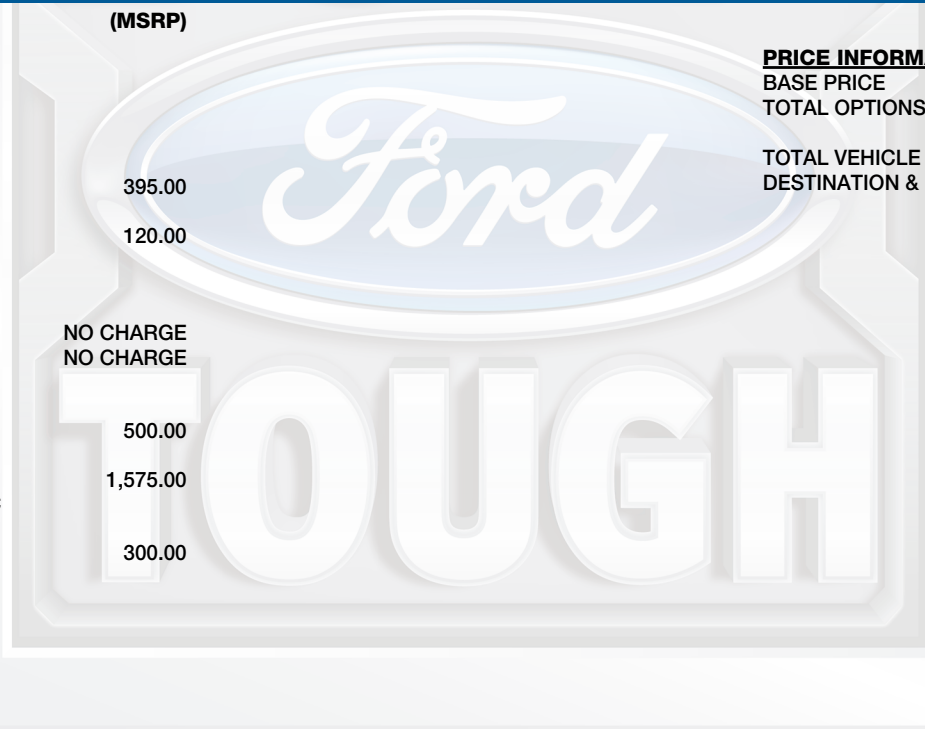 (MSRP)
395.00
120.00
NO CHARGE
NO CHARGE
500.00
1,575.00
300.00
PRICE INFORMA
BASE PRICE
TOTAL OPTIONS
TOTAL VEHICLE
DESTINATION &
Ford
TOUGH